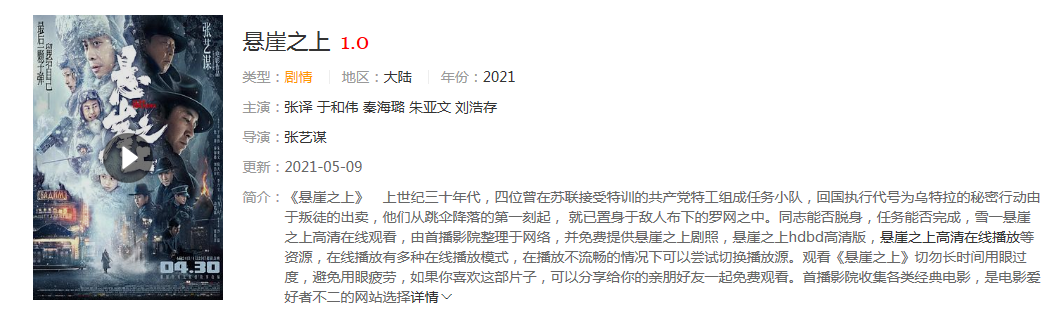 最后一颗子弹
留给自己
张艺谋
悬崖之上
04.30
悬崖之上 1.0
类型：剧情 地区：大陆 年份：2021
主演：张译 于和伟 秦海璐 朱亚文 刘浩存
导演：张艺谋
更新：2021-05-09
简介：《悬崖之上》 上世纪三十年代，四位曾在苏联接受特训的共产党特工组成任务小队，回国执行代号为乌特拉的秘密行动由
于叛徒的出卖，他们从跳伞降落的第一刻起， 就已置身于敌人布下的罗网之中。同志能否脱身，任务能否完成，雪一悬崖
之上高清在线观看，由首播影院整理于网络，并免费提供悬崖之上剧照，悬崖之上hdbd高清版，悬崖之上高清在线播放等
资源，在线播放有多种在线播放模式，在播放不流畅的情况下可以尝试切换播放源。观看《悬崖之上》切勿长时间用眼过
度，避免用眼疲劳，如果你喜欢这部片子，可以分享给你的亲朋好友一起免费观看。首播影院收集各类经典电影，是电影爱
好者不二的网站选择详情